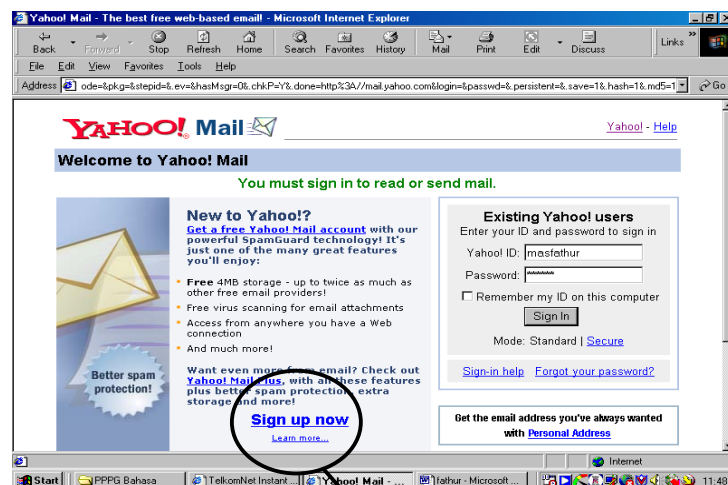 Yahoo! Mail - The best free web-based email! - Microsoft Internet Explorer
Back Forward Stop Refresh Home Search Favorites History Mail Print Edit Discuss Links »
File Edit View Favorites Tools Help
Address ode=&pkg=&stepid=&.ev=&hasMsgr=0&.chkP=Y&.done=http%3A//mail.yahoo.com&login=&passwd=&.persistent=&.save=1&.hash=1&.md5=1 Go
YAHOO! Mail
Yahoo! - Help
Welcome to Yahoo! Mail
You must sign in to read or send mail.
New to Yahoo!?
Get a free Yahoo! Mail account with our
powerful SpamGuard technology! It's
just one of the many great features
you'll enjoy:
Free 4MB storage - up to twice as much as
other free email providers!
Free virus scanning for email attachments
Access from anywhere you have a Web
connection
And much more!
Want even more from email? Check out
Yahoo! Mail Plus, with all these features
plus better spam protection, extra
storage and more!
Sign up now
Learn more...
Better spam
protection!
Existing Yahoo! users
Enter your ID and password to sign in
Yahoo! ID: masfathur
Password: *******
Remember my ID on this computer
Sign In
Mode: Standard | Secure
Sign-in help Forgot your password?
Get the email address you've always wanted
with Personal Address
Internet
Start PPPG Bahasa TelkomNet Instant ... Yahoo! Mail - ... fathur - Microsoft ...